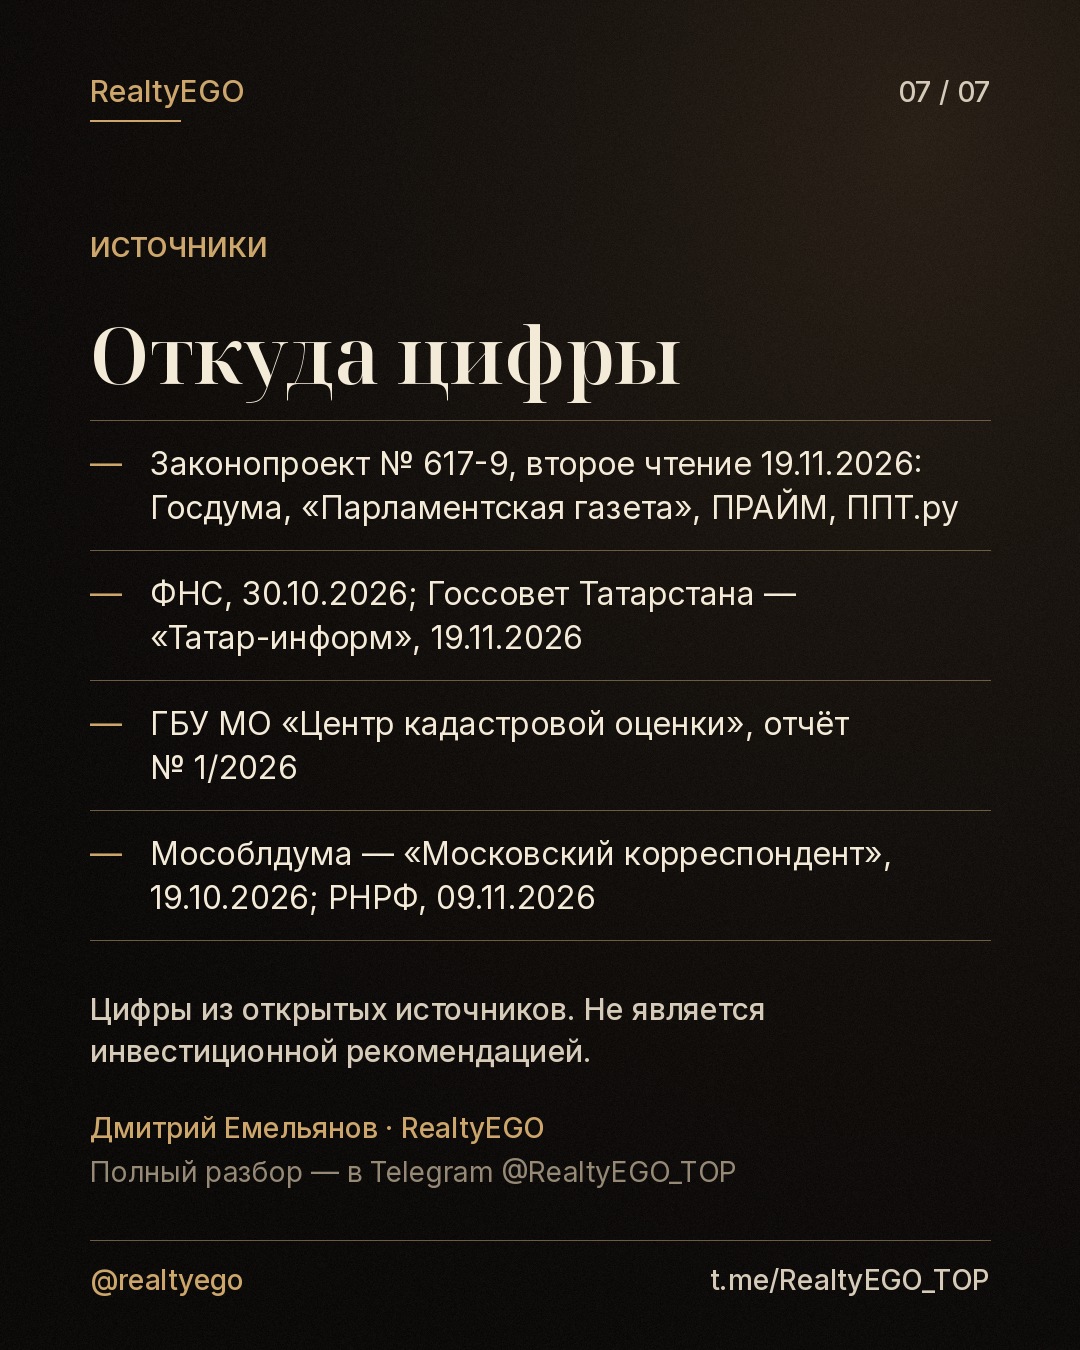 RealtyEGO
07 / 07
ИСТОЧНИКИ
Откуда цифры
— Законопроект № 617-9, второе чтение 19.11.2026:
Госдума, «Парламентская газета», ПРАЙМ, ППТ.ру
— ФНС, 30.10.2026; Госсовет Татарстана —
«Татар-информ», 19.11.2026
— ГБУ МО «Центр кадастровой оценки», отчёт
№ 1/2026
— Мособлдума — «Московский корреспондент»,
19.10.2026; РНРФ, 09.11.2026
Цифры из открытых источников. Не является
инвестиционной рекомендацией.
Дмитрий Емельянов · RealtyEGO
Полный разбор — в Telegram @RealtyEGO_TOP
@realtyego
t.me/RealtyEGO_TOP